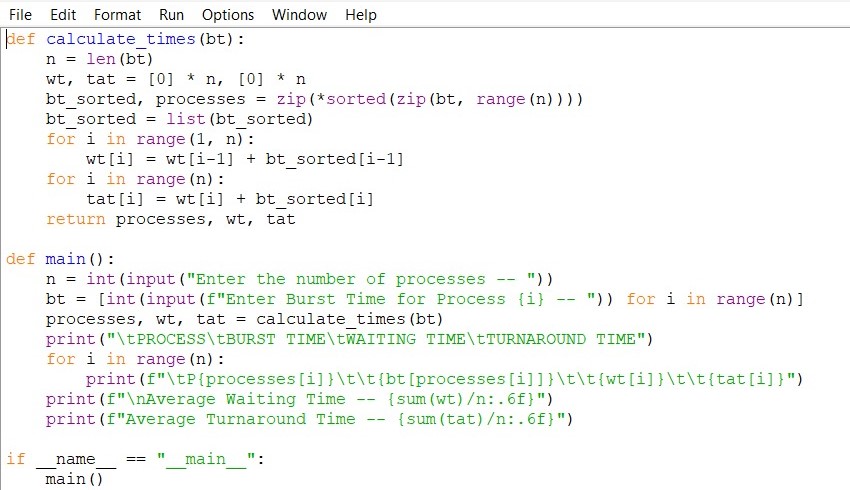 File Edit Format Run Options Window Help
def calculate_times(bt):
    n = len(bt)
    wt, tat = [0] * n, [0] * n
    bt_sorted, processes = zip(*sorted(zip(bt, range(n))))
    bt_sorted = list(bt_sorted)
    for i in range(1, n):
        wt[i] = wt[i-1] + bt_sorted[i-1]
    for i in range(n):
        tat[i] = wt[i] + bt_sorted[i]
    return processes, wt, tat

def main():
    n = int(input("Enter the number of processes -- "))
    bt = [int(input(f"Enter Burst Time for Process {i} -- ")) for i in range(n)]
    processes, wt, tat = calculate_times(bt)
    print("\tPROCESS\tBURST TIME\tWAITING TIME\tTURNAROUND TIME")
    for i in range(n):
        print(f"\tP{processes[i]}\t\t{bt[processes[i]]}\t\t{wt[i]}\t\t{tat[i]}")
    print(f"\nAverage Waiting Time -- {sum(wt)/n:.6f}")
    print(f"Average Turnaround Time -- {sum(tat)/n:.6f}")

if __name__ == "__main__":
    main()